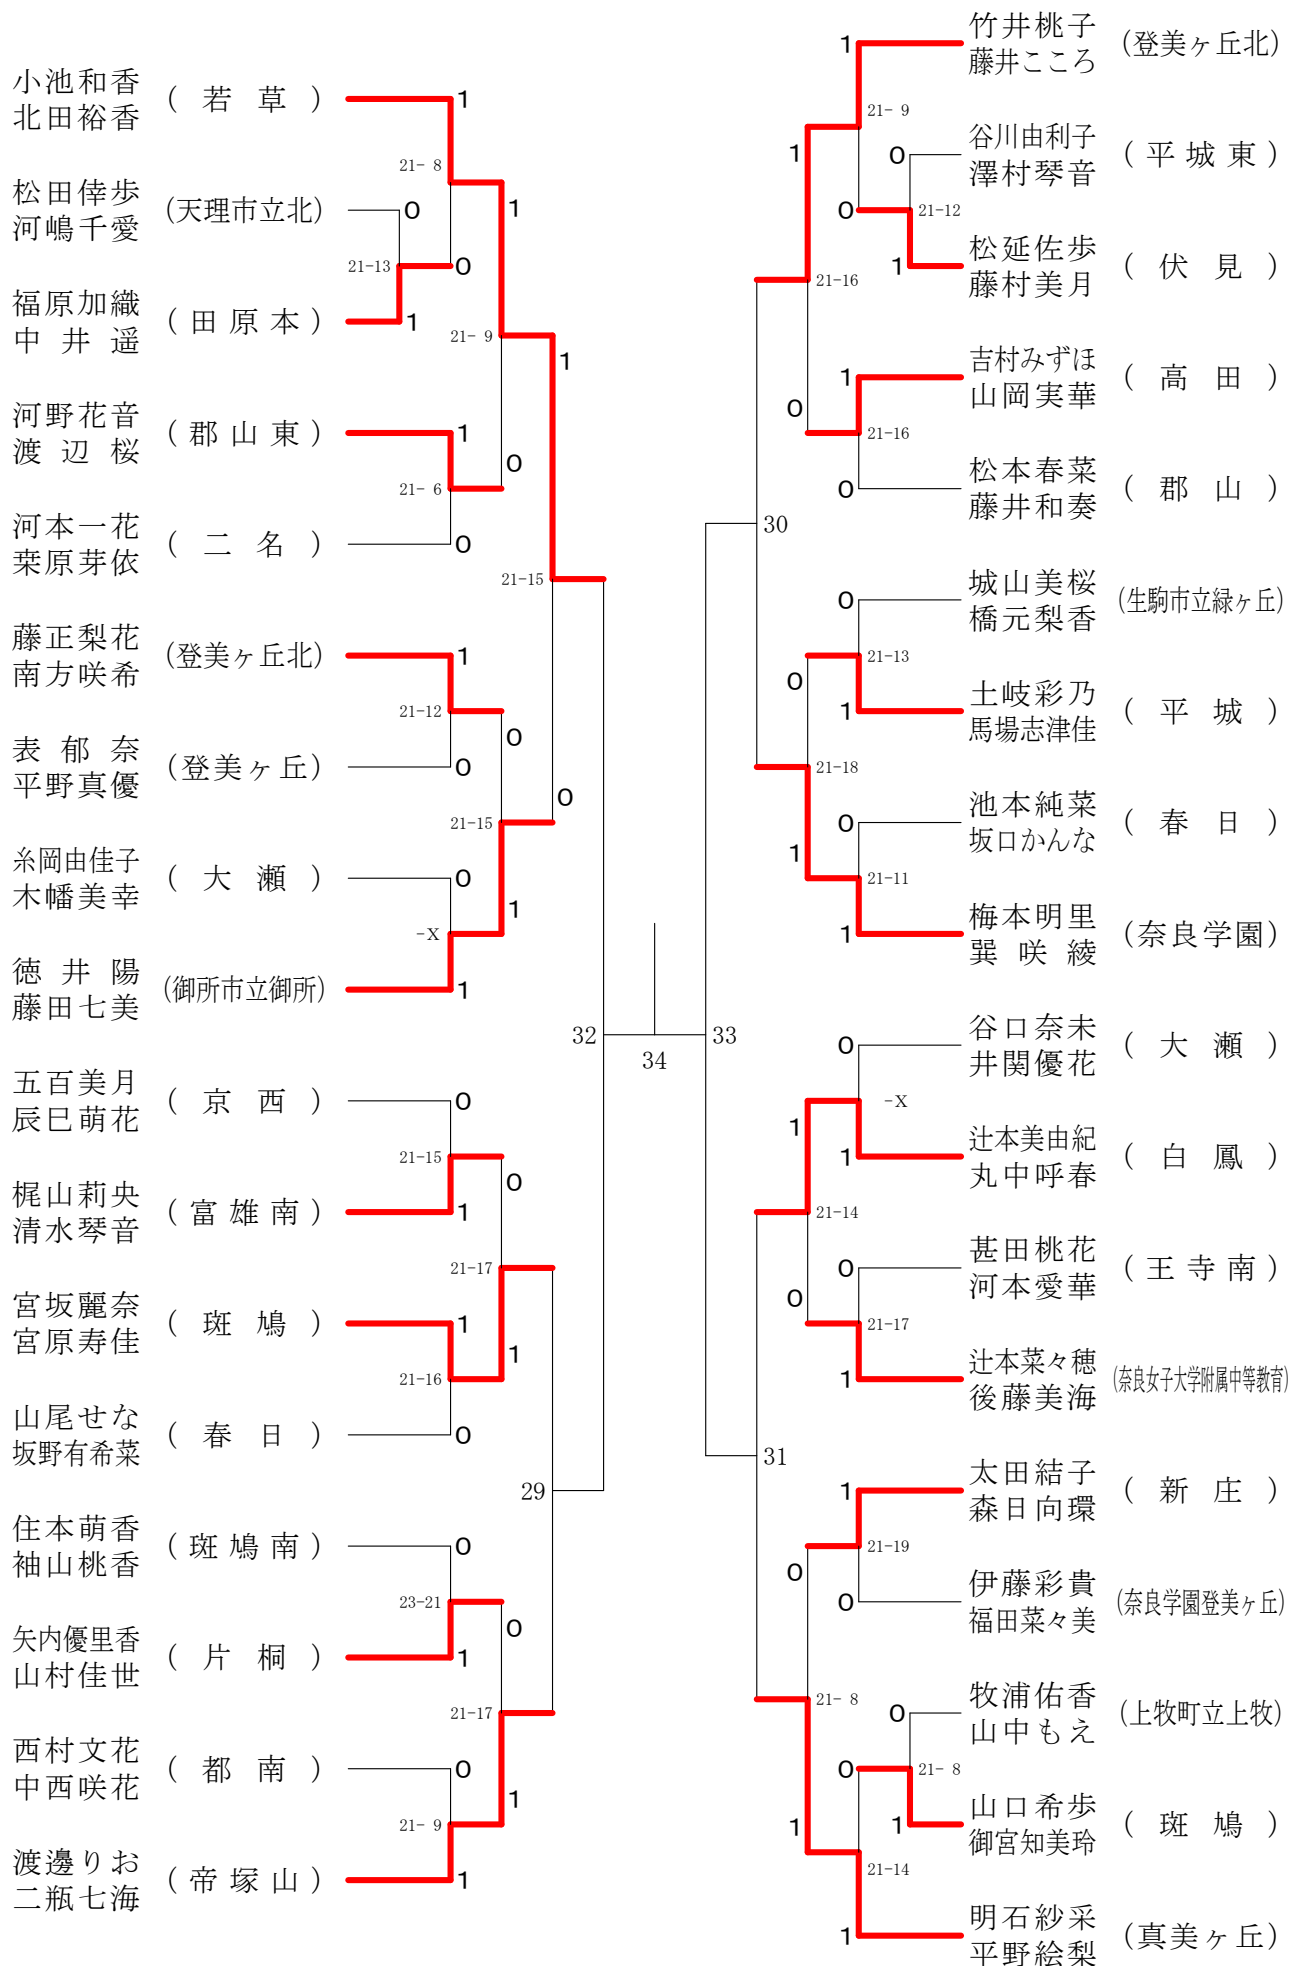 小池和香
北田裕香
( 若 草 )
1
21- 8
松田倖歩
河嶋千愛
(天理市立北)
0
1
21-13
0
福原加織
中 井 遥
( 田 原 本 )
1
21- 9
1
河野花音
渡 辺 桜
( 郡 山 東 )
1
0
21- 6
河本一花
桒原芽依
( 二 名 )
0
21-15
藤正梨花
南方咲希
(登美ヶ丘北)
1
21-12
0
表 郁 奈
平野真優
(登美ヶ丘)
0
0
21-15
糸岡由佳子
木幡美幸
( 大 瀬 )
0
1
-X
徳 井 陽
藤田七美
(御所市立御所)
1
32
五百美月
辰巳萌花
( 京 西 )
0
21-15
0
梶山莉央
清水琴音
( 富 雄 南 )
1
21-17
宮坂麗奈
宮原寿佳
( 斑 鳩 )
1
1
21-16
山尾せな
坂野有希菜
( 春 日 )
0
29
住本萌香
袖山桃香
( 斑 鳩 南 )
0
23-21
0
矢内優里香
山村佳世
( 片 桐 )
1
21-17
西村文花
中西咲花
( 都 南 )
0
1
21- 9
渡邊りお
二瓶七海
( 帝 塚 山 )
1
34
33
1
竹井桃子
藤井こころ
(登美ヶ丘北)
21- 9
1
0
谷川由利子
澤村琴音
( 平 城 東 )
0
21-12
1
松延佐歩
藤村美月
( 伏 見 )
21-16
1
吉村みずほ
山岡実華
( 高 田 )
0
21-16
0
松本春菜
藤井和奏
( 郡 山 )
30
0
城山美桜
橋元梨香
(生駒市立緑ヶ丘)
21-13
0
1
土岐彩乃
馬場志津佳
( 平 城 )
21-18
0
池本純菜
坂口かんな
( 春 日 )
1
21-11
1
梅本明里
巽 咲 綾
(奈良学園)
0
谷口奈未
井関優花
( 大 瀬 )
-X
1
1
辻本美由紀
丸中呼春
( 白 鳳 )
21-14
0
甚田桃花
河本愛華
( 王 寺 南 )
0
21-17
1
辻本菜々穂
後藤美海
(奈良女子大学附属中等教育)
31
1
太田結子
森日向環
( 新 庄 )
21-19
0
0
伊藤彩貴
福田菜々美
(奈良学園登美ヶ丘)
21- 8
0
牧浦佑香
山中もえ
(上牧町立上牧)
0
21- 8
1
1
山口希歩
御宮知美玲
( 斑 鳩 )
21-14
1
明石紗采
平野絵梨
(真美ヶ丘)